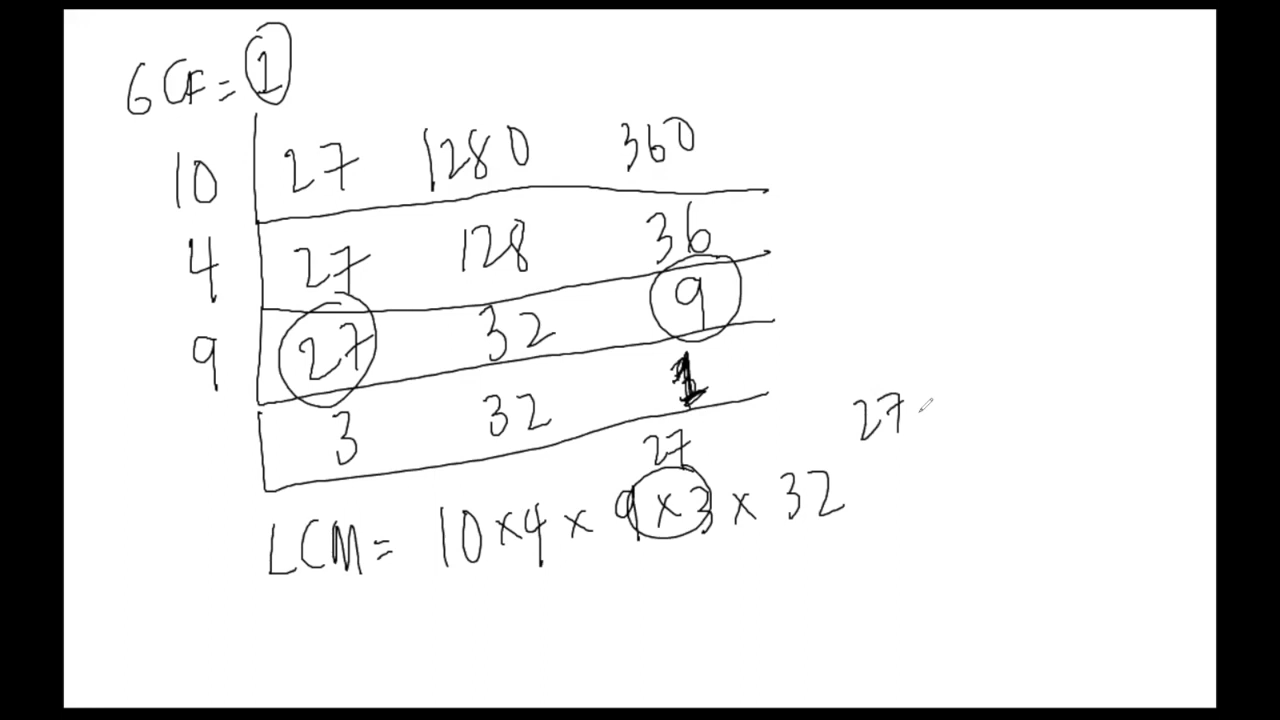 GCF = 1
10 27 1280 360
4 27 128 36
9 27 32 9
3 32 1
27
27
LCM = 10 x 4 x 9 x 3 x 32